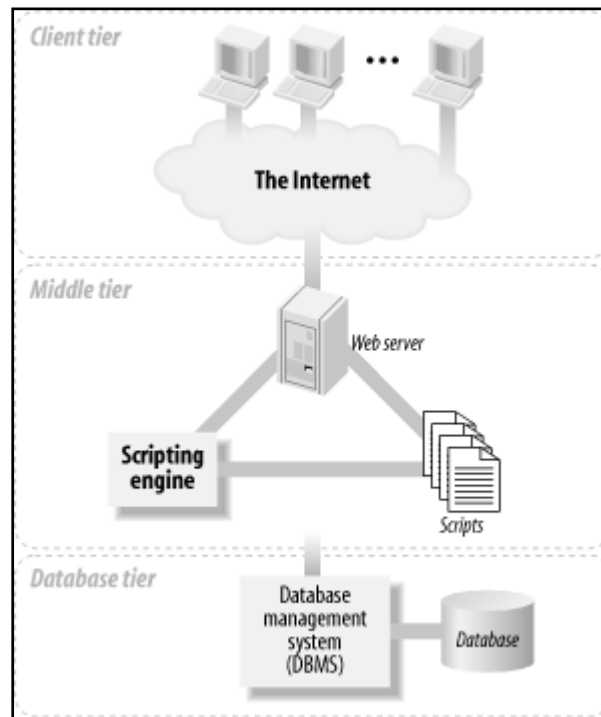 Client tier
...
The Internet
Middle tier
Web server
Scripting
engine
Scripts
Database tier
Database
management
system
(DBMS)
Database